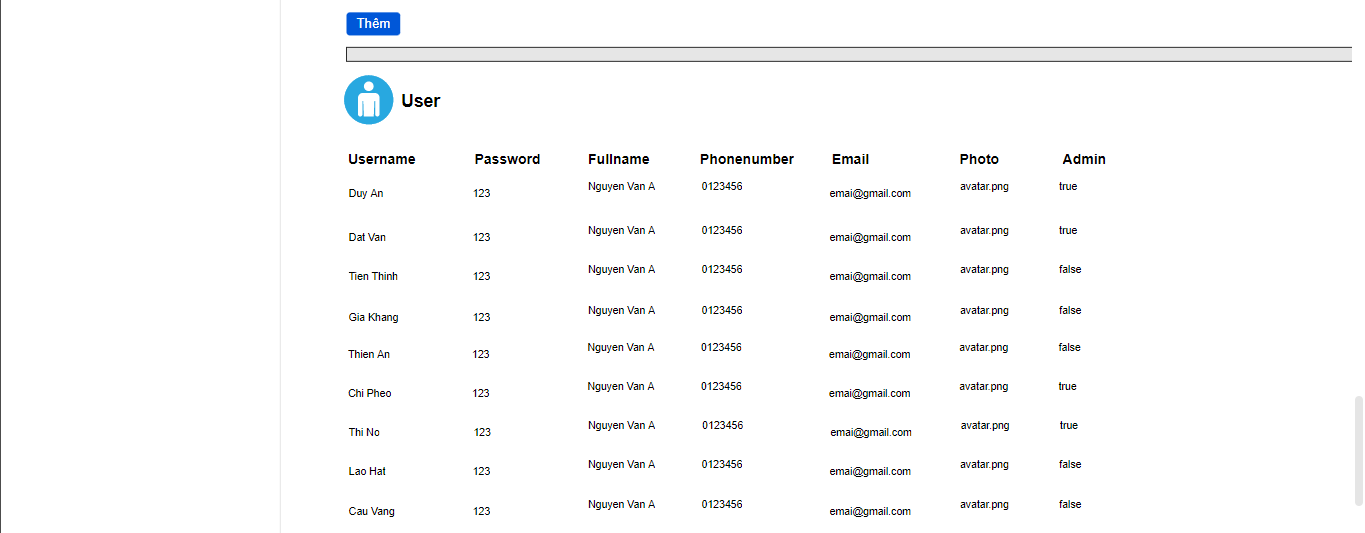 Thêm
User
Username Password Fullname Phonenumber Email Photo Admin
Duy An 123 Nguyen Van A 0123456 emai@gmail.com avatar.png true
Dat Van 123 Nguyen Van A 0123456 emai@gmail.com avatar.png true
Tien Thinh 123 Nguyen Van A 0123456 emai@gmail.com avatar.png false
Gia Khang 123 Nguyen Van A 0123456 emai@gmail.com avatar.png false
Thien An 123 Nguyen Van A 0123456 emai@gmail.com avatar.png false
Chi Pheo 123 Nguyen Van A 0123456 emai@gmail.com avatar.png true
Thi No 123 Nguyen Van A 0123456 emai@gmail.com avatar.png true
Lao Hat 123 Nguyen Van A 0123456 emai@gmail.com avatar.png false
Cau Vang 123 Nguyen Van A 0123456 emai@gmail.com avatar.png false